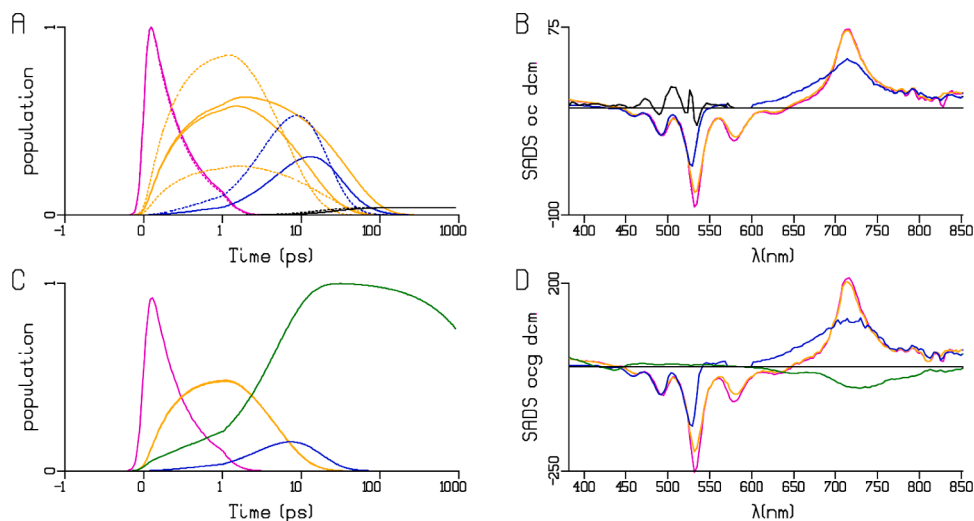 A
1
population
0
-1 0 1 10 100 1000
Time (ps)
B
75
SADS oc dcm
-100
400 450 500 550 600 650 700 750 800 850
λ(nm)
C
1
population
0
-1 0 1 10 100 1000
Time (ps)
D
200
SADS ocg dcm
-250
400 450 500 550 600 650 700 750 800 850
λ(nm)